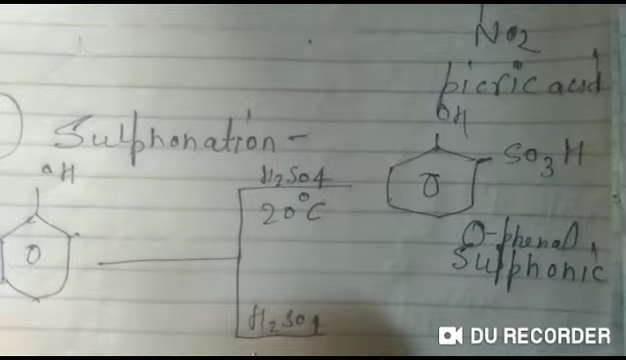 NO2
picric acid
Sulphonation -
OH
OH
SO3H
H2SO4
20°C
O-phenol
Sulphonic
H2SO4
DU RECORDER